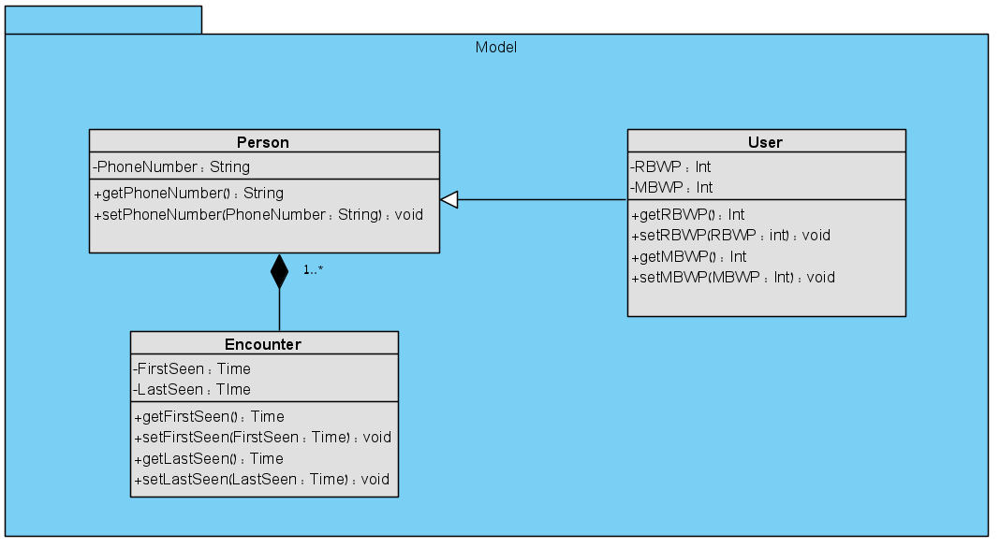 Model
Person
-PhoneNumber : String
+getPhoneNumber() : String
+setPhoneNumber(PhoneNumber : String) : void
User
-RBWP : Int
-MBWP : Int
+getRBWP() : Int
+setRBWP(RBWP : int) : void
+getMBWP() : Int
+setMBWP(MBWP : Int) : void
1..*
Encounter
-FirstSeen : Time
-LastSeen : TIme
+getFirstSeen() : Time
+setFirstSeen(FirstSeen : Time) : void
+getLastSeen() : Time
+setLastSeen(LastSeen : Time) : void